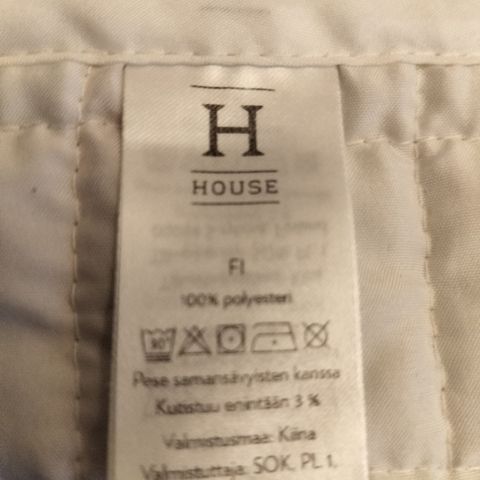 H
HOUSE
FI
100% polyesteri
Pese samansävyisten kanssa
Kutistuu enintään 3 %
Valmistusmaa: Kiina
Valmistuttaja: SOK, PL 1,